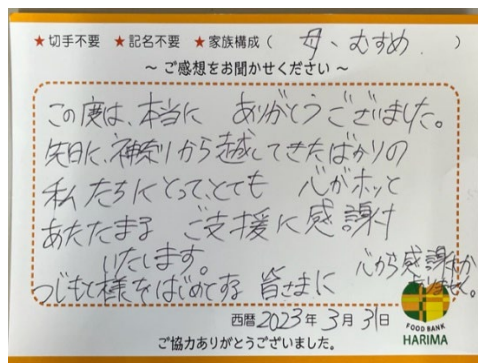 ★切手不要 ★記名不要 ★家族構成（ 母、むすめ ）
～ ご感想をお聞かせください ～
この度は、本当に ありがとうございました。
先日に、神奈川から越してきたばかりの
私たちにとって、とても 心がホッと
あたたまる ご支援に感謝
いたします。
つじもと様をはじめとする 皆さまに 心から感謝
西暦 2023年 3月 31日
ご協力ありがとうございました。
FOOD BANK
HARIMA